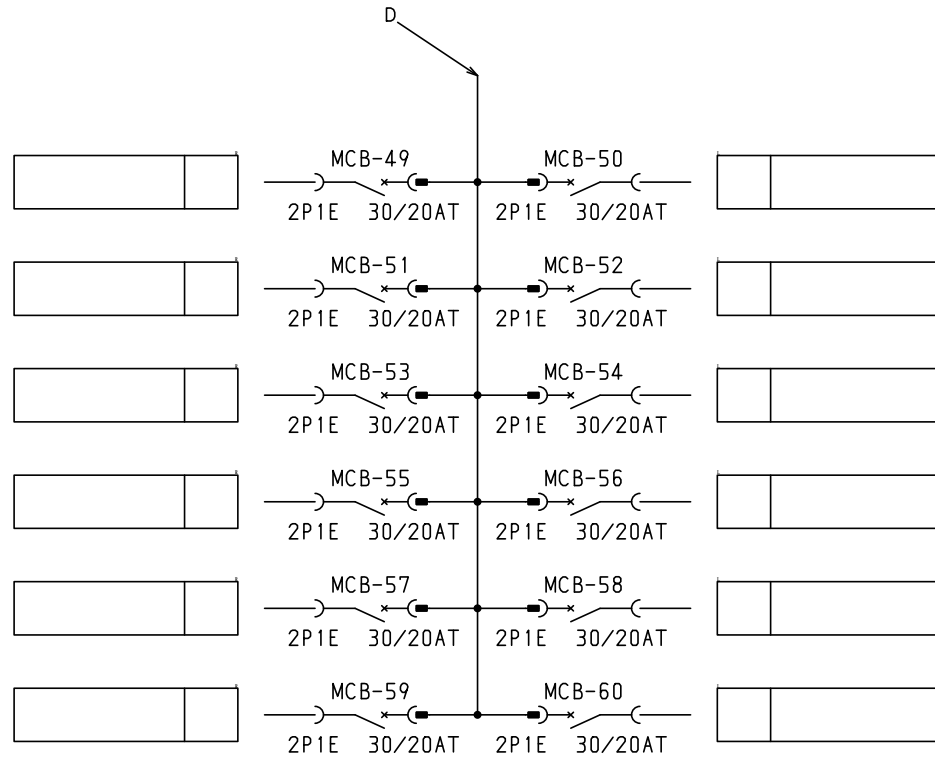 D
MCB-49 MCB-50
2P1E 30/20AT 2P1E 30/20AT
MCB-51 MCB-52
2P1E 30/20AT 2P1E 30/20AT
MCB-53 MCB-54
2P1E 30/20AT 2P1E 30/20AT
MCB-55 MCB-56
2P1E 30/20AT 2P1E 30/20AT
MCB-57 MCB-58
2P1E 30/20AT 2P1E 30/20AT
MCB-59 MCB-60
2P1E 30/20AT 2P1E 30/20AT